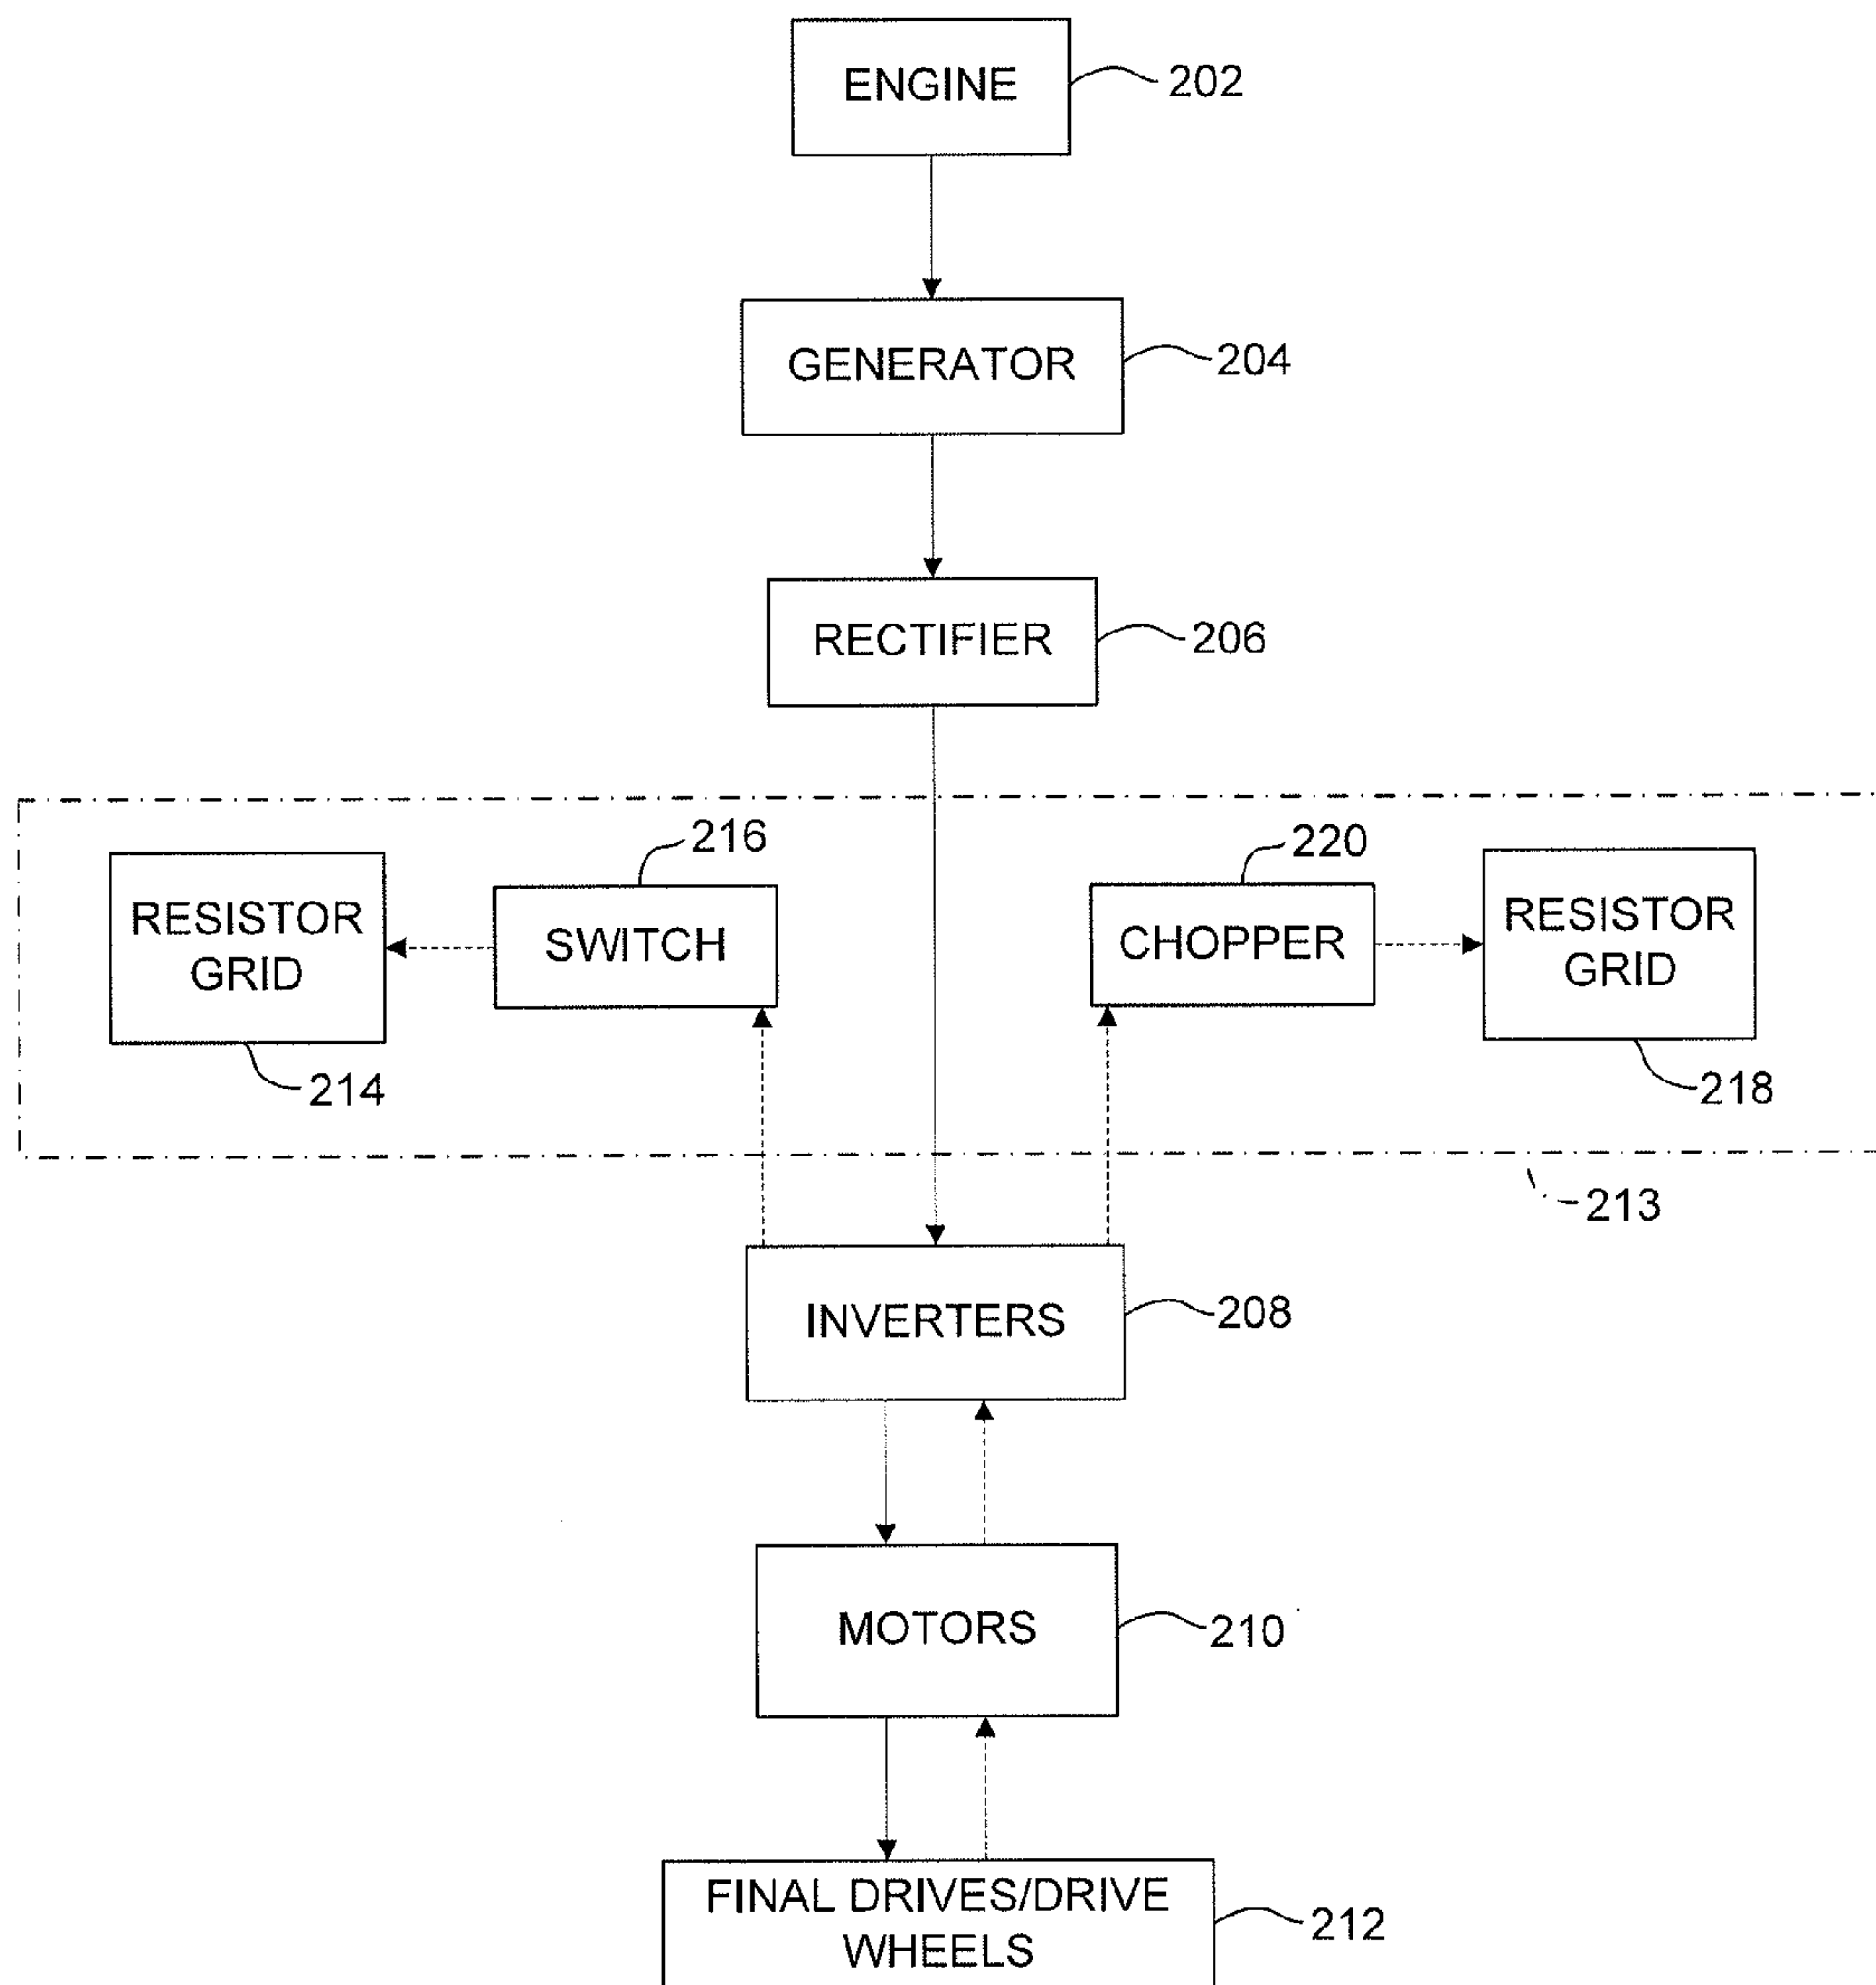 ENGINE
202
GENERATOR
204
RECTIFIER
206
216
220
RESISTOR
GRID
SWITCH
CHOPPER
RESISTOR
GRID
214
218
213
INVERTERS
208
MOTORS
210
FINAL DRIVES/DRIVE
WHEELS
212